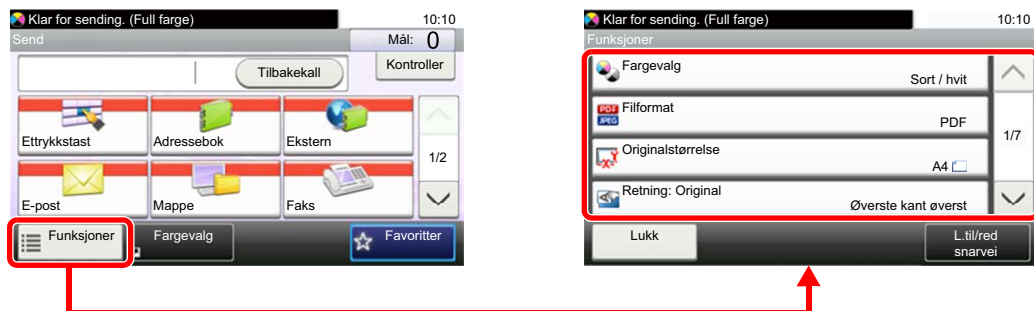 Klar for sending. (Full farge)
10:10
Send
Mål: 0
Tilbakekall
Kontroller
Ettrykkstast
Adressebok
Ekstern
1/2
E-post
Mappe
Faks
Funksjoner
Fargevalg
Favoritter
Klar for sending. (Full farge)
10:10
Funksjoner
Fargevalg
Sort / hvit
PDF
JPEG
Filformat
PDF
1/7
Originalstørrelse
A4
Retning: Original
Øverste kant øverst
Lukk
L.til/red
snarvei